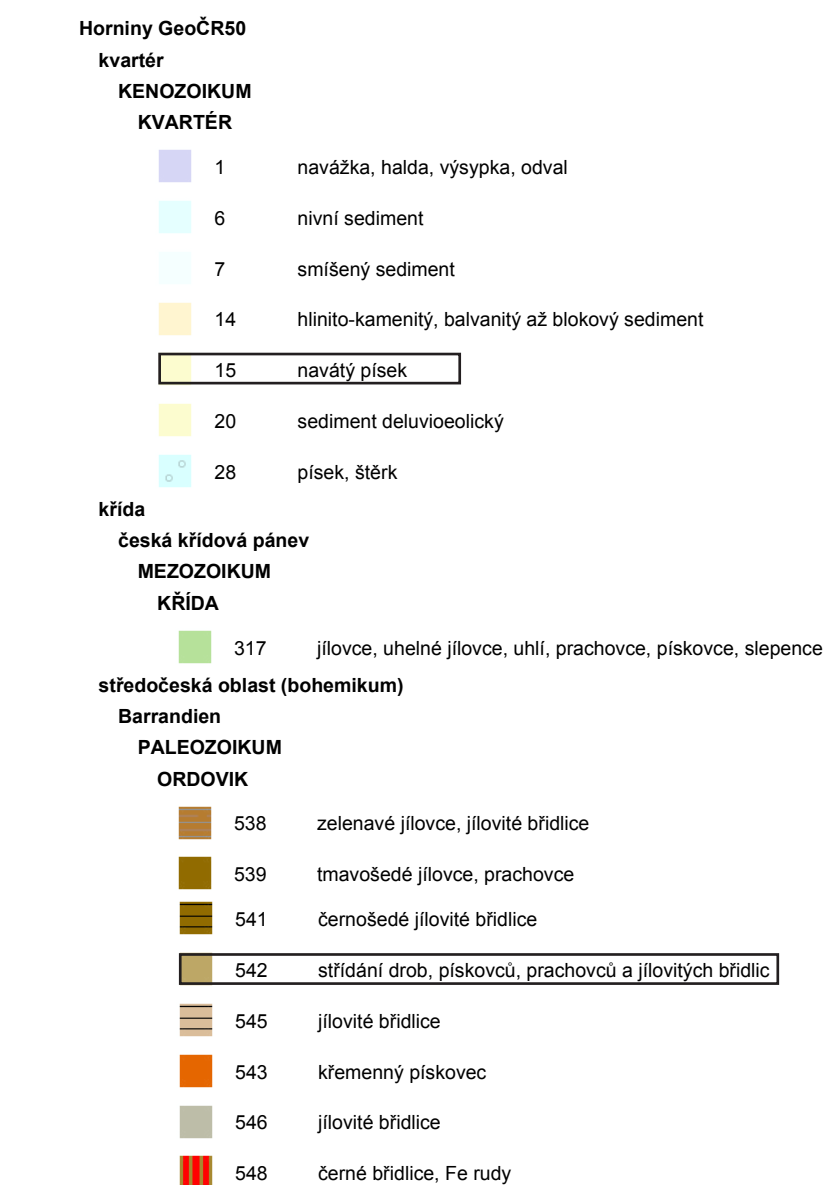 Horniny GeoČR50
kvartér
KENOZOIKUM
KVARTÉR
1 navážka, halda, výsypka, odval
6 nivní sediment
7 smíšený sediment
14 hlinito-kamenitý, balvanitý až blokový sediment
15 navátý písek
20 sediment deluvioeolický
28 písek, štěrk
křída
česká křídová pánev
MEZOZOIKUM
KŘÍDA
317 jílovce, uhelné jílovce, uhlí, prachovce, pískovce, slepence
středočeská oblast (bohemikum)
Barrandien
PALEOZOIKUM
ORDOVIK
538 zelenavé jílovce, jílovité břidlice
539 tmavošedé jílovce, prachovce
541 černošedé jílovité břidlice
542 střídání drob, pískovců, prachovců a jílovitých břidlic
545 jílovité břidlice
543 křemenný pískovec
546 jílovité břidlice
548 černé břidlice, Fe rudy